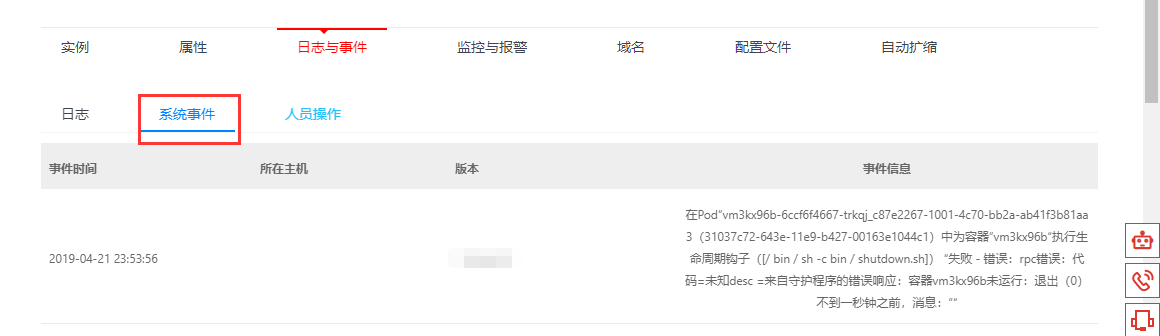 实例 属性 日志与事件 监控与报警 域名 配置文件 自动扩缩
日志 系统事件 人员操作
事件时间 所在主机 版本 事件信息
在Pod“vm3kx96b-6ccf6f4667-trkqj_c87e2267-1001-4c70-bb2a-ab41f3b81aa
3（31037c72-643e-11e9-b427-00163e1044c1）中为容器“vm3kx96b”执行生
2019-04-21 23:53:56 命周期钩子（[/ bin / sh -c bin / shutdown.sh]） “失败 - 错误：rpc错误：代
码=未知desc =来自守护程序的错误响应：容器vm3kx96b未运行：退出（0）
不到一秒钟之前，消息：“”